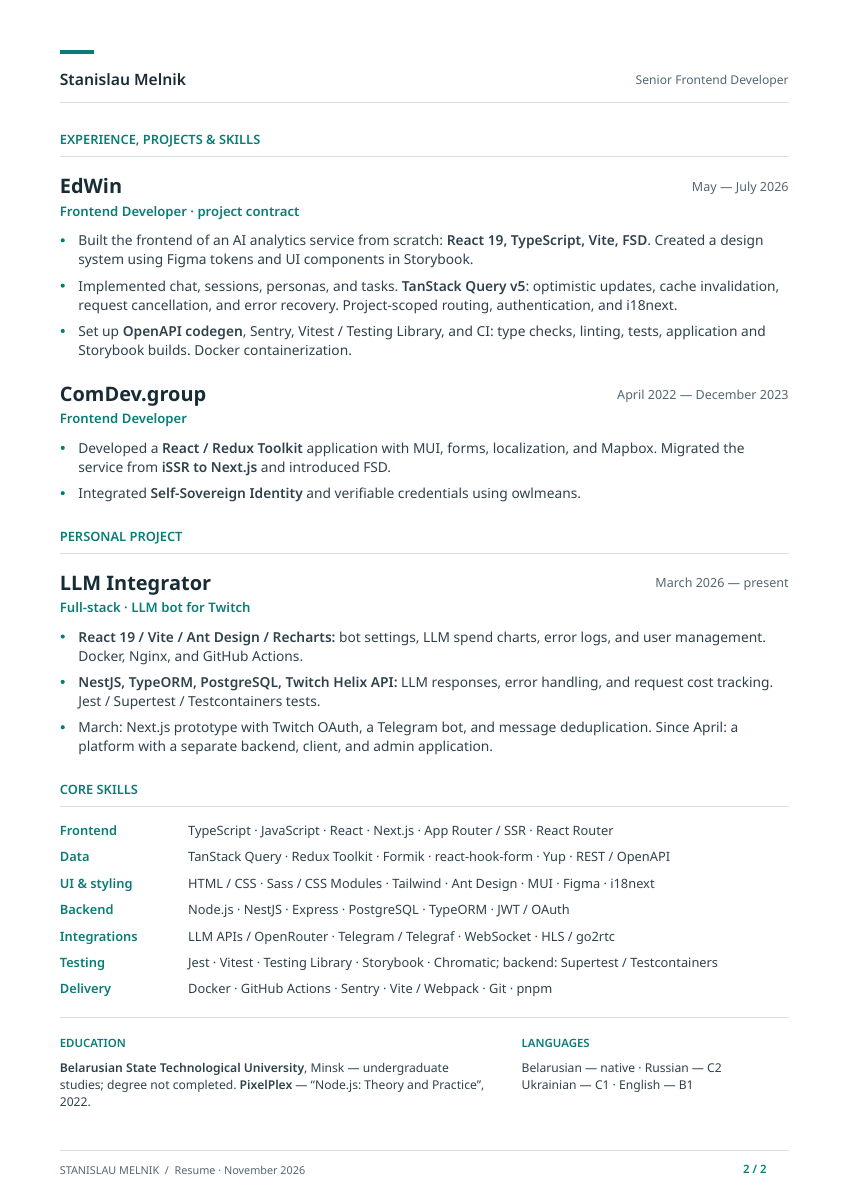 Stanislau Melnik
Senior Frontend Developer
EXPERIENCE, PROJECTS & SKILLS
EdWin
May — July 2026
Frontend Developer · project contract
• Built the frontend of an AI analytics service from scratch: React 19, TypeScript, Vite, FSD. Created a design
system using Figma tokens and UI components in Storybook.
• Implemented chat, sessions, personas, and tasks. TanStack Query v5: optimistic updates, cache invalidation,
request cancellation, and error recovery. Project-scoped routing, authentication, and i18next.
• Set up OpenAPI codegen, Sentry, Vitest / Testing Library, and CI: type checks, linting, tests, application and
Storybook builds. Docker containerization.
ComDev.group
April 2022 — December 2023
Frontend Developer
• Developed a React / Redux Toolkit application with MUI, forms, localization, and Mapbox. Migrated the
service from iSSR to Next.js and introduced FSD.
• Integrated Self-Sovereign Identity and verifiable credentials using owlmeans.
PERSONAL PROJECT
LLM Integrator
March 2026 — present
Full-stack · LLM bot for Twitch
• React 19 / Vite / Ant Design / Recharts: bot settings, LLM spend charts, error logs, and user management.
Docker, Nginx, and GitHub Actions.
• NestJS, TypeORM, PostgreSQL, Twitch Helix API: LLM responses, error handling, and request cost tracking.
Jest / Supertest / Testcontainers tests.
• March: Next.js prototype with Twitch OAuth, a Telegram bot, and message deduplication. Since April: a
platform with a separate backend, client, and admin application.
CORE SKILLS
Frontend TypeScript · JavaScript · React · Next.js · App Router / SSR · React Router
Data TanStack Query · Redux Toolkit · Formik · react-hook-form · Yup · REST / OpenAPI
UI & styling HTML / CSS · Sass / CSS Modules · Tailwind · Ant Design · MUI · Figma · i18next
Backend Node.js · NestJS · Express · PostgreSQL · TypeORM · JWT / OAuth
Integrations LLM APIs / OpenRouter · Telegram / Telegraf · WebSocket · HLS / go2rtc
Testing Jest · Vitest · Testing Library · Storybook · Chromatic; backend: Supertest / Testcontainers
Delivery Docker · GitHub Actions · Sentry · Vite / Webpack · Git · pnpm
EDUCATION
Belarusian State Technological University, Minsk — undergraduate
studies; degree not completed. PixelPlex — “Node.js: Theory and Practice”,
2022.
LANGUAGES
Belarusian — native · Russian — C2
Ukrainian — C1 · English — B1
STANISLAU MELNIK / Resume · November 2026
2 / 2